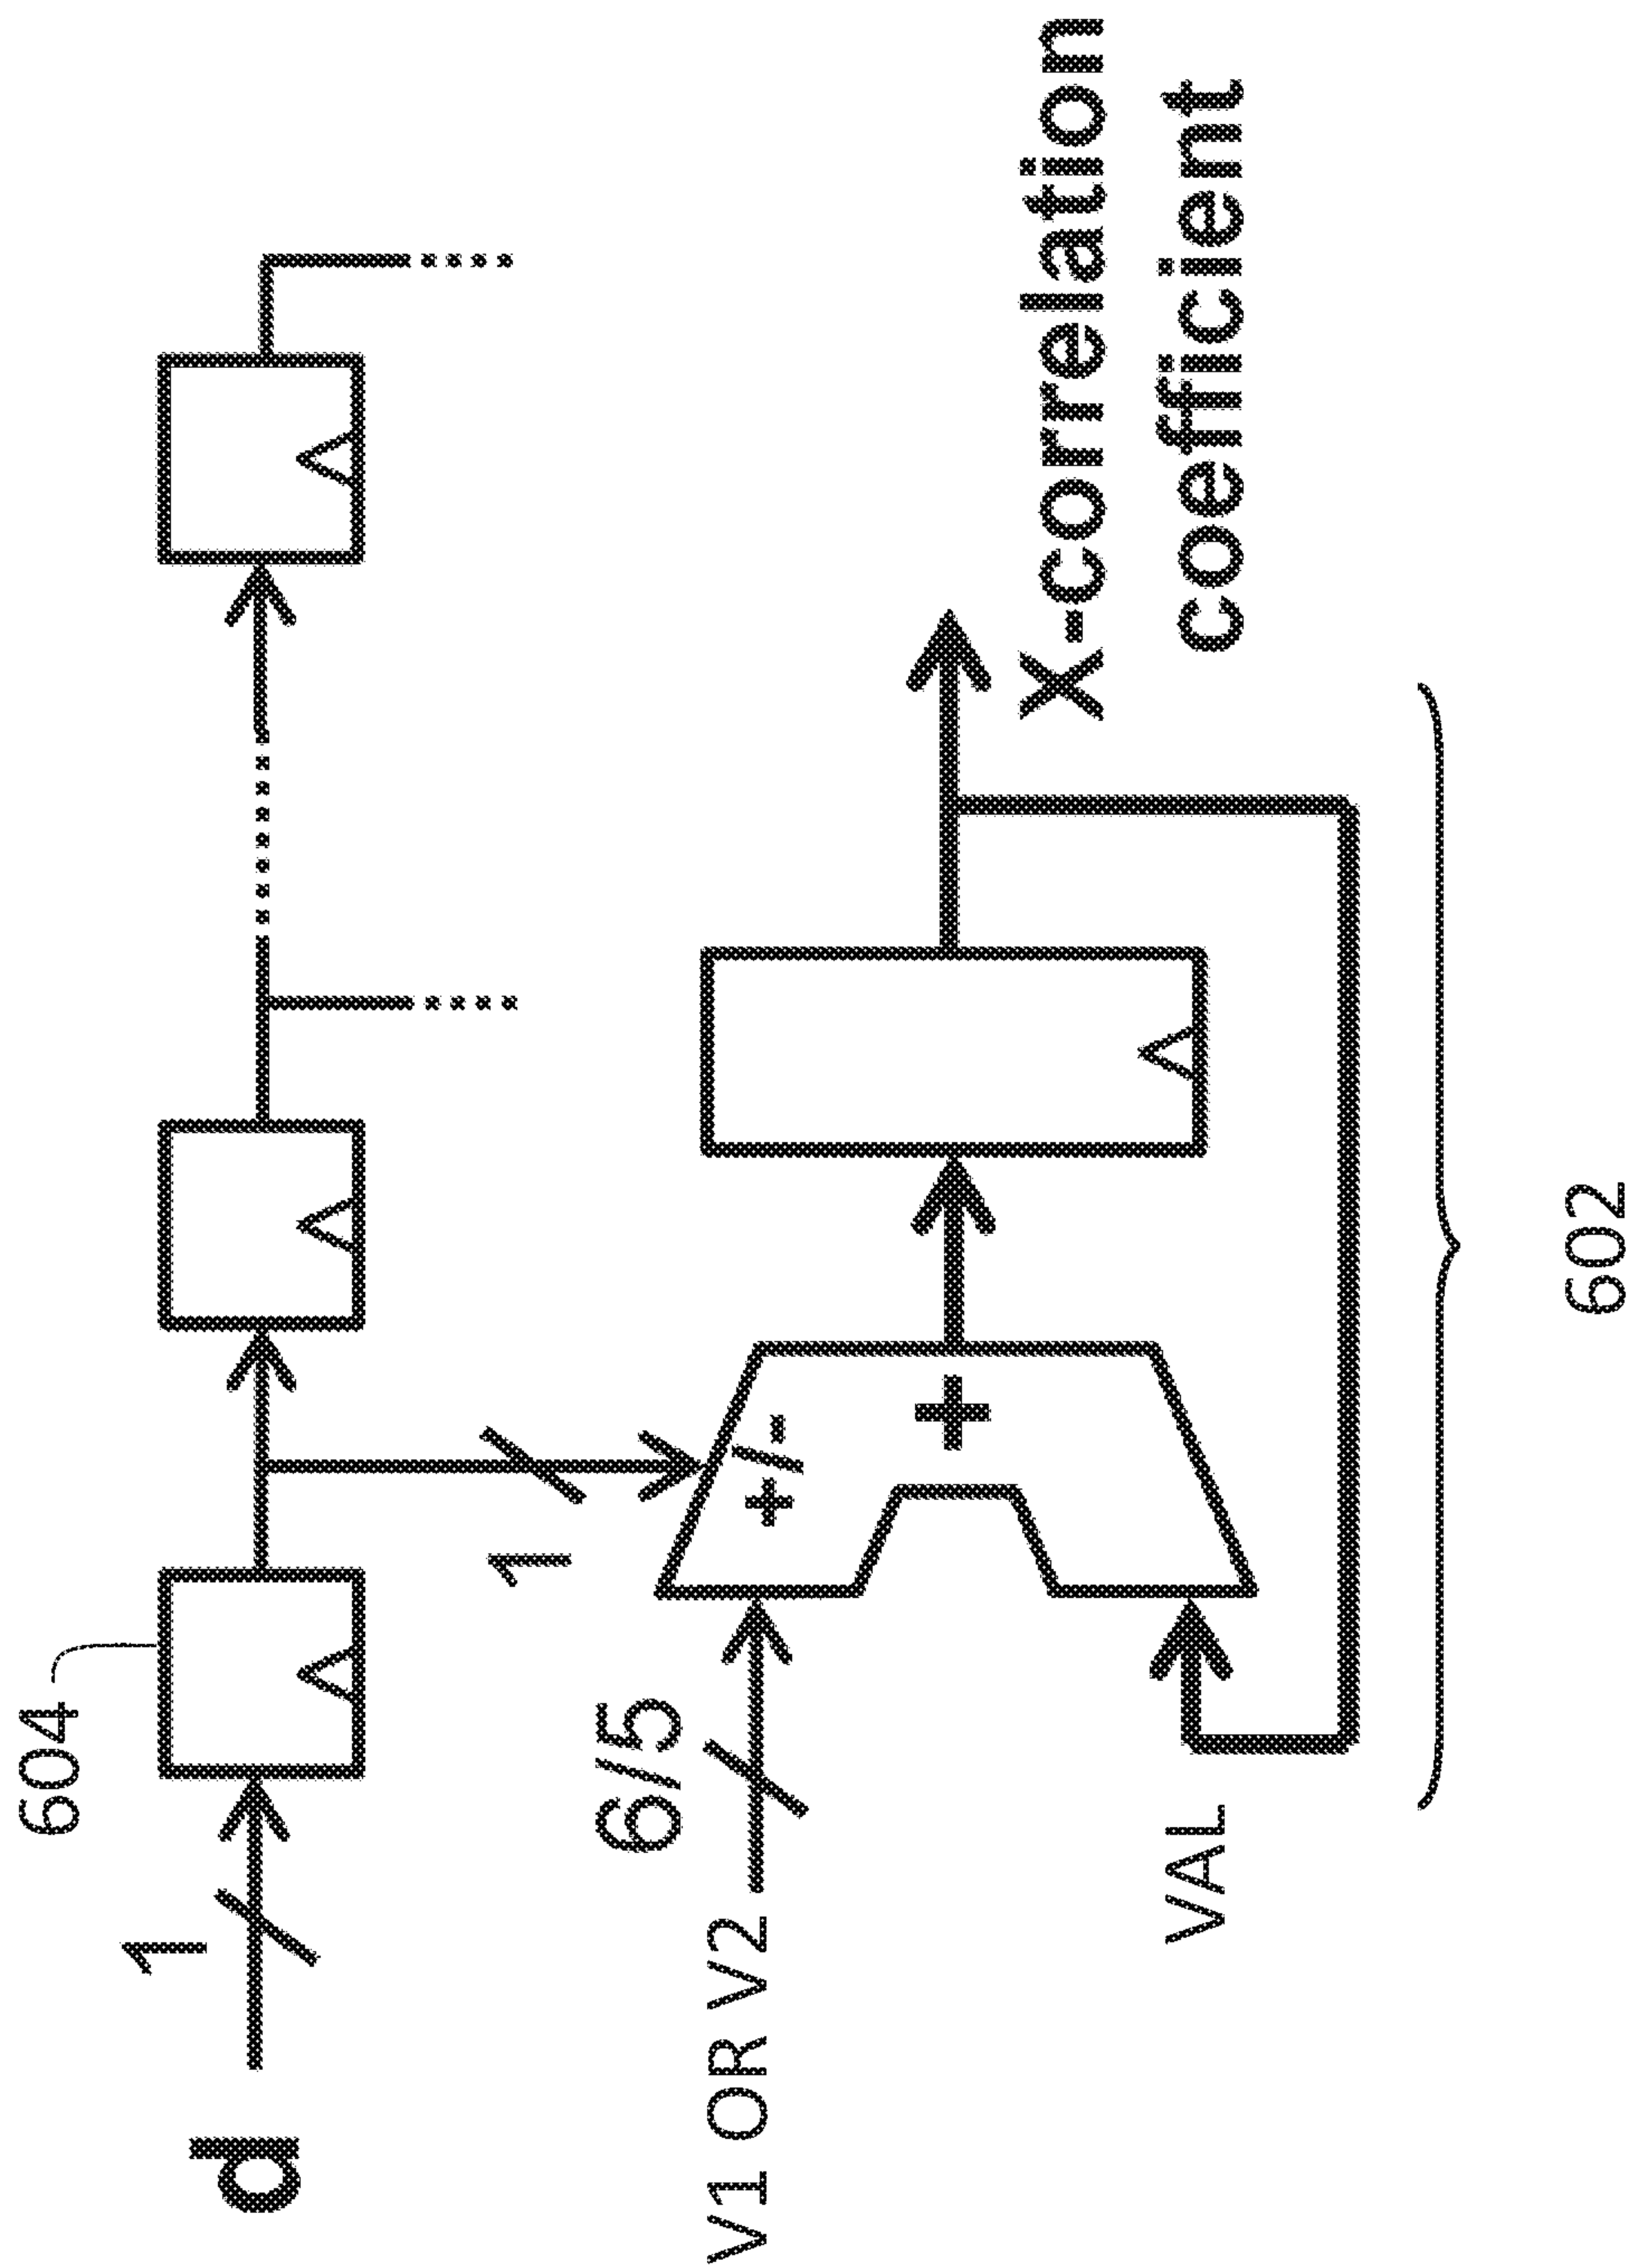 604
d
1
1
6/5
V1 OR V2
+/-
+
VAL
X-correlation
coefficient
602